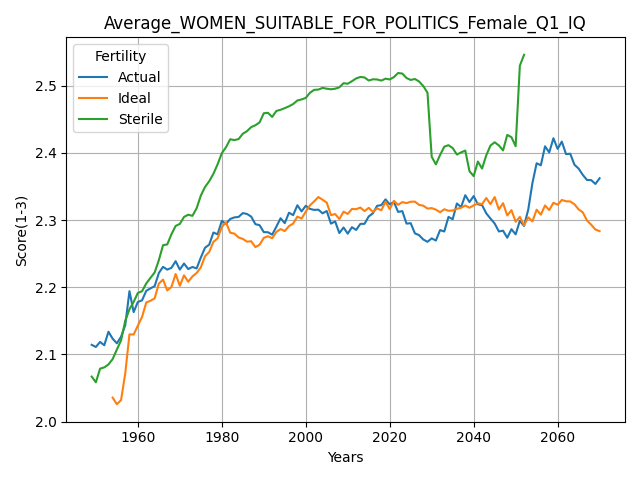 Average_WOMEN_SUITABLE_FOR_POLITICS_Female_Q1_IQ
Fertility
Actual
Ideal
Sterile
Score(1-3)
2.5
2.4
2.3
2.2
2.1
2.0
1960 1980 2000 2020 2040 2060
Years